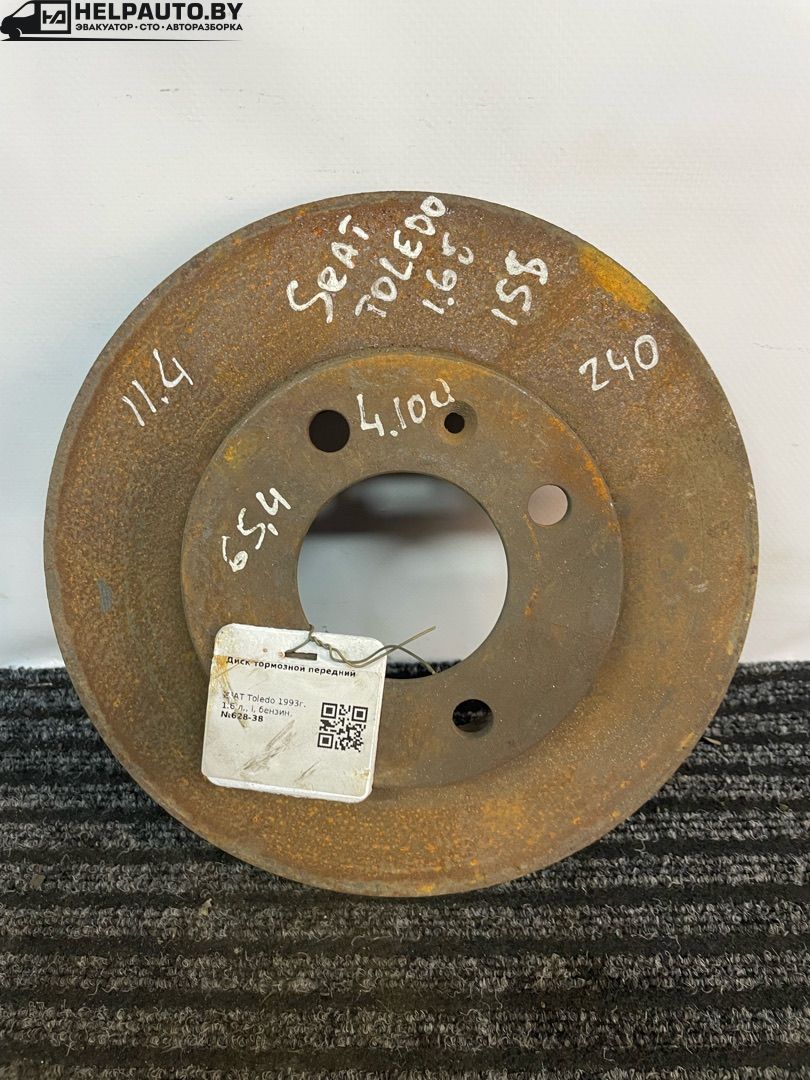 HELPAUTO.BY
ЭВАКУАТОР•СТО•АВТОРАЗБОРКА
SeAT
TOLEDO
1.6б
158
240
11.4
4.100
65,4
Диск тормозной передний
SEAT Toledo 1993г.
1.6 л., i, бензин,
№628-38